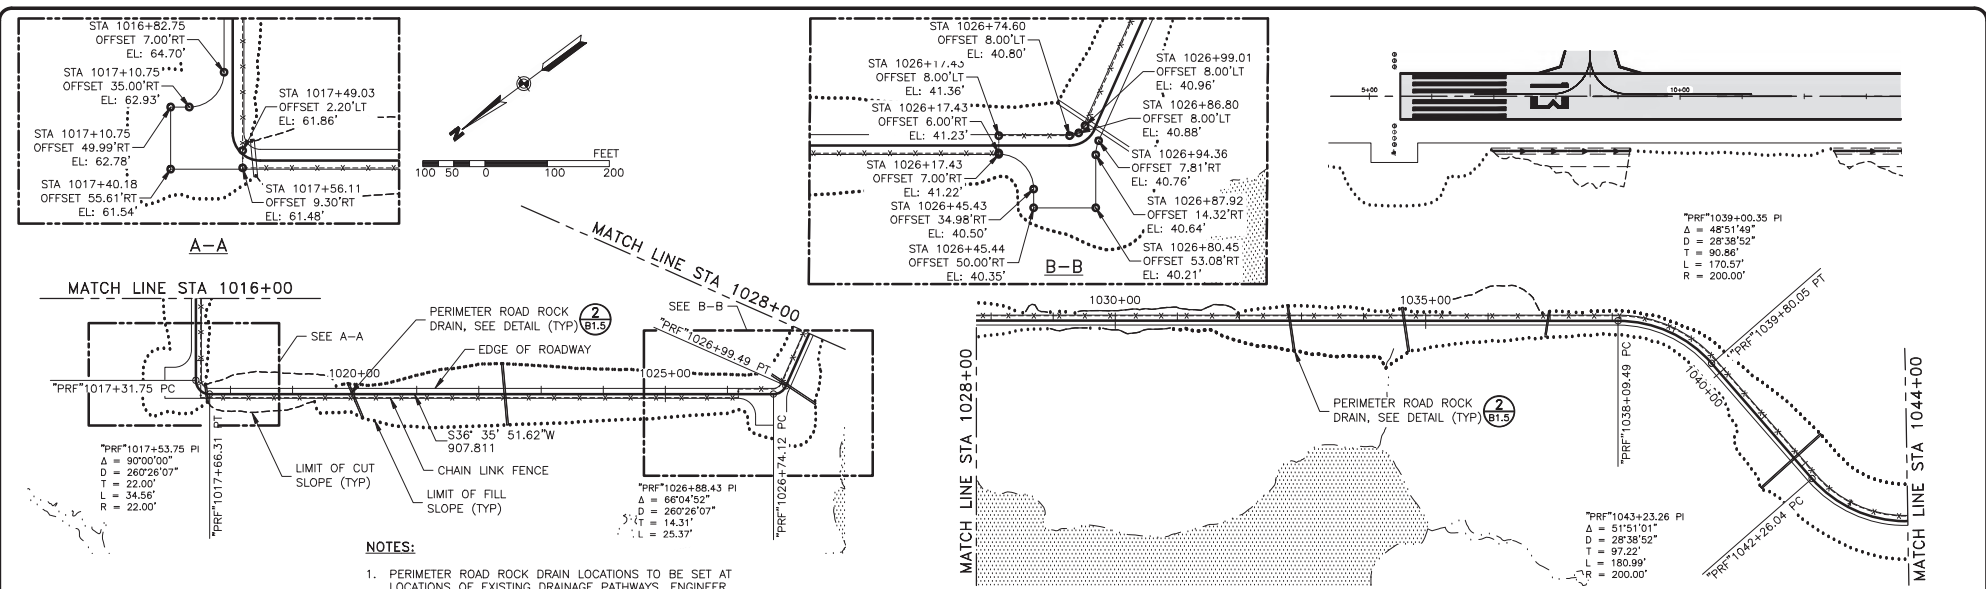 STA 1016+82.75
OFFSET 7.00'RT
EL: 64.70'
STA 1017+10.75
OFFSET 35.00'RT
EL: 62.93'
STA 1017+49.03
OFFSET 2.20'LT
EL: 61.86'
STA 1017+10.75
OFFSET 49.99'RT
EL: 62.78'
STA 1017+40.18
OFFSET 55.61'RT
EL: 61.54'
STA 1017+56.11
OFFSET 9.30'RT
EL: 61.48'
A-A
N
FEET
100 50 0 100 200
STA 1026+74.60
OFFSET 8.00'LT
EL: 40.80'
STA 1026+17.43
OFFSET 8.00'LT
EL: 41.36'
STA 1026+99.01
OFFSET 8.00'LT
EL: 40.96'
STA 1026+17.43
OFFSET 6.00'RT
EL: 41.23'
STA 1026+86.80
OFFSET 8.00'LT
EL: 40.88'
STA 1026+17.43
OFFSET 7.00'RT
EL: 41.22'
STA 1026+94.36
OFFSET 7.81'RT
EL: 40.76'
STA 1026+45.43
OFFSET 34.98'RT
EL: 40.50'
STA 1026+87.92
OFFSET 14.32'RT
EL: 40.64'
STA 1026+45.44
OFFSET 50.00'RT
EL: 40.35'
STA 1026+80.45
OFFSET 53.08'RT
EL: 40.21'
B-B
5+00
10+00
"PRF"1039+00.35 PI
Δ = 48°51'49"
D = 28°38'52"
T = 90.86'
L = 170.57'
R = 200.00'
MATCH LINE STA 1016+00
SEE A-A
"PRF"1017+31.75 PC
"PRF"1017+66.31 PT
"PRF"1017+53.75 PI
Δ = 90°00'00"
D = 260°26'07"
T = 22.00'
L = 34.56'
R = 22.00'
PERIMETER ROAD ROCK
DRAIN, SEE DETAIL (TYP)
2
B1.5
EDGE OF ROADWAY
1020+00
1025+00
S36° 35' 51.62"W
907.811
CHAIN LINK FENCE
LIMIT OF CUT
SLOPE (TYP)
LIMIT OF FILL
SLOPE (TYP)
MATCH LINE STA 1028+00
SEE B-B
"PRF"1026+99.49 PT
"PRF"1026+74.12 PC
"PRF"1026+88.43 PI
Δ = 66°04'52"
D = 260°26'07"
T = 14.31'
L = 25.37'
MATCH LINE STA 1028+00
1030+00
1035+00
PERIMETER ROAD ROCK
DRAIN, SEE DETAIL (TYP)
2
B1.5
"PRF"1038+09.49 PC
"PRF"1039+80.05 PT
1040+00
"PRF"1042+26.04 PC
"PRF"1043+23.26 PI
Δ = 51°51'01"
D = 28°38'52"
T = 97.22'
L = 180.99'
R = 200.00'
MATCH LINE STA 1044+00
NOTES:
1. PERIMETER ROAD ROCK DRAIN LOCATIONS TO BE SET AT
LOCATIONS OF EXISTING DRAINAGE PATHWAYS. ENGINEER